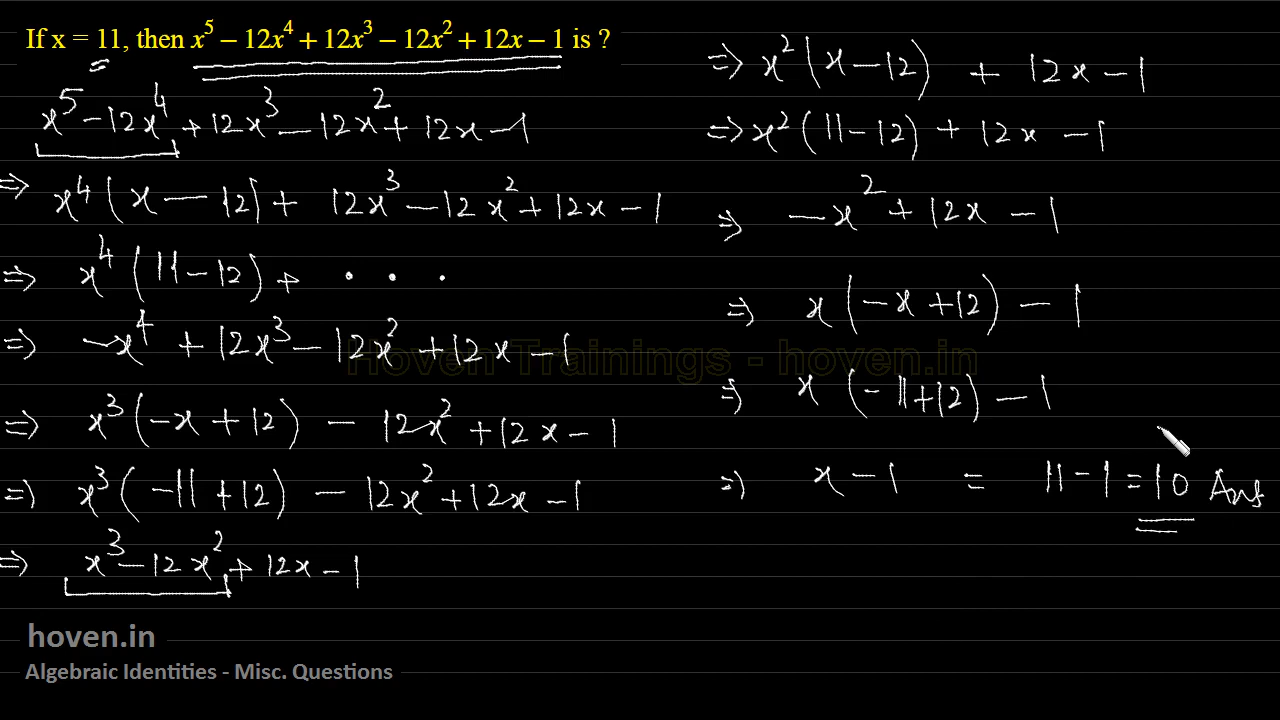 If x = 11, then x⁵ – 12x⁴ + 12x³ – 12x² + 12x – 1 is ?
x⁵ – 12x⁴ + 12x³ – 12x² + 12x – 1
⇒ x⁴ (x – 12) + 12x³ – 12x² + 12x – 1
⇒ x⁴ (11 – 12) + . . .
⇒ –x⁴ + 12x³ – 12x² + 12x – 1
⇒ x³ (–x + 12) – 12x² + 12x – 1
⇒ x³ (–11 + 12) – 12x² + 12x – 1
⇒ x³ – 12x² + 12x – 1
⇒ x² (x – 12) + 12x – 1
⇒ x² (11 – 12) + 12x – 1
⇒ –x² + 12x – 1
⇒ x (–x + 12) – 1
⇒ x (–11 + 12) – 1
⇒ x – 1 = 11 – 1 = 10 Ans
Hoven Trainings - hoven.in
hoven.in
Algebraic Identities - Misc. Questions